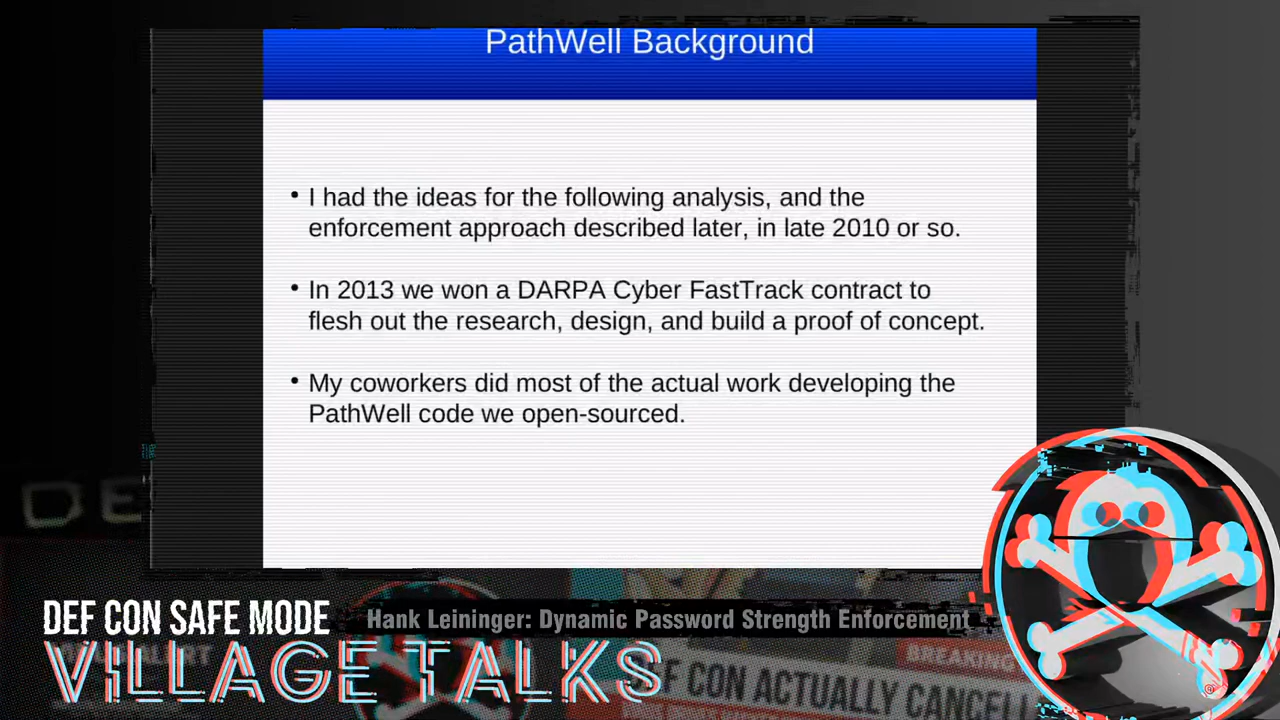 PathWell Background
• I had the ideas for the following analysis, and the
enforcement approach described later, in late 2010 or so.
• In 2013 we won a DARPA Cyber FastTrack contract to
flesh out the research, design, and build a proof of concept.
• My coworkers did most of the actual work developing the
PathWell code we open-sourced.
DEF CON SAFE MODE
Hank Leininger: Dynamic Password Strength Enforcement
VILLAGE TALKS
BREAKING
DEF CON ACTUALLY